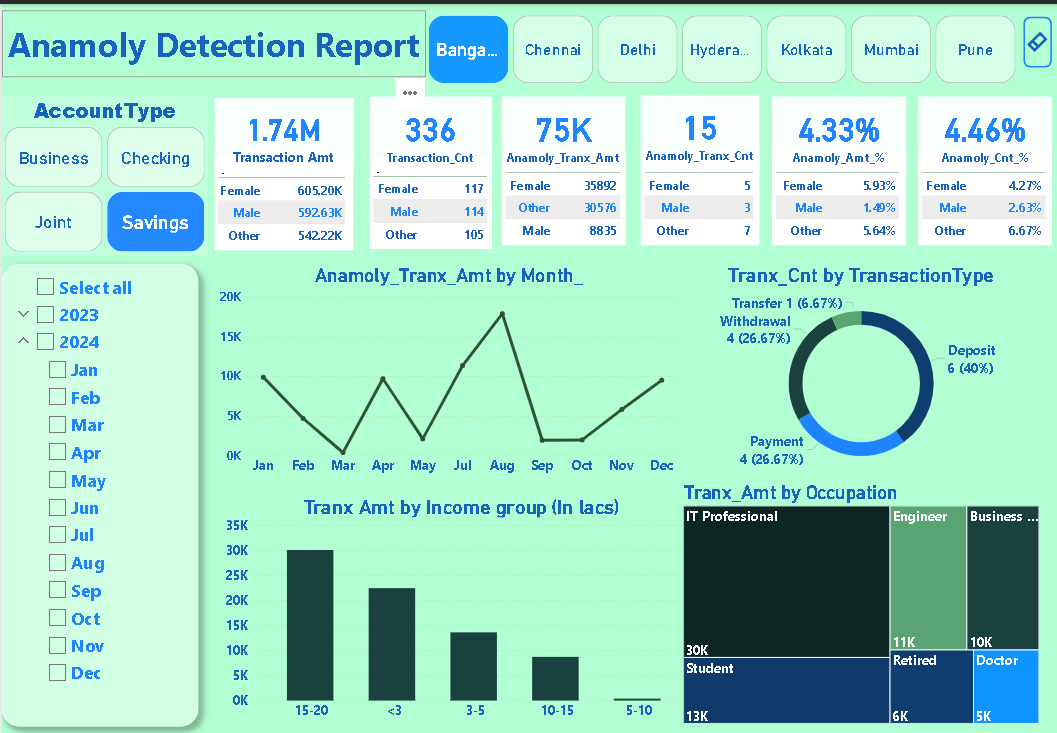 Anamoly Detection Report
Banga...
Chennai
Delhi
Hydera...
Kolkata
Mumbai
Pune
AccountType
Business
Checking
Joint
Savings
1.74M
Transaction Amt
.
Female 605.20K
Male 592.63K
Other 542.22K
336
Transaction_Cnt
.
Female 117
Male 114
Other 105
75K
Anamoly_Tranx_Amt
Female 35892
Other 30576
Male 8835
15
Anamoly_Tranx_Cnt
Female 5
Male 3
Other 7
4.33%
Anamoly_Amt_%
Female 5.93%
Male 1.49%
Other 5.64%
4.46%
Anamoly_Cnt_%
Female 4.27%
Male 2.63%
Other 6.67%
Select all
2023
2024
Jan
Feb
Mar
Apr
May
Jun
Jul
Aug
Sep
Oct
Nov
Dec
Anamoly_Tranx_Amt by Month_
20K
15K
10K
5K
0K
Jan Feb Mar Apr May Jul Aug Sep Oct Nov Dec
Tranx_Cnt by TransactionType
Transfer 1 (6.67%)
Withdrawal
4 (26.67%)
Deposit
6 (40%)
Payment
4 (26.67%)
Tranx Amt by Income group (In lacs)
35K
30K
25K
20K
15K
10K
5K
0K
15-20 <3 3-5 10-15 5-10
Tranx_Amt by Occupation
IT Professional
30K
Engineer
11K
Business ...
10K
Student
13K
Retired
6K
Doctor
5K